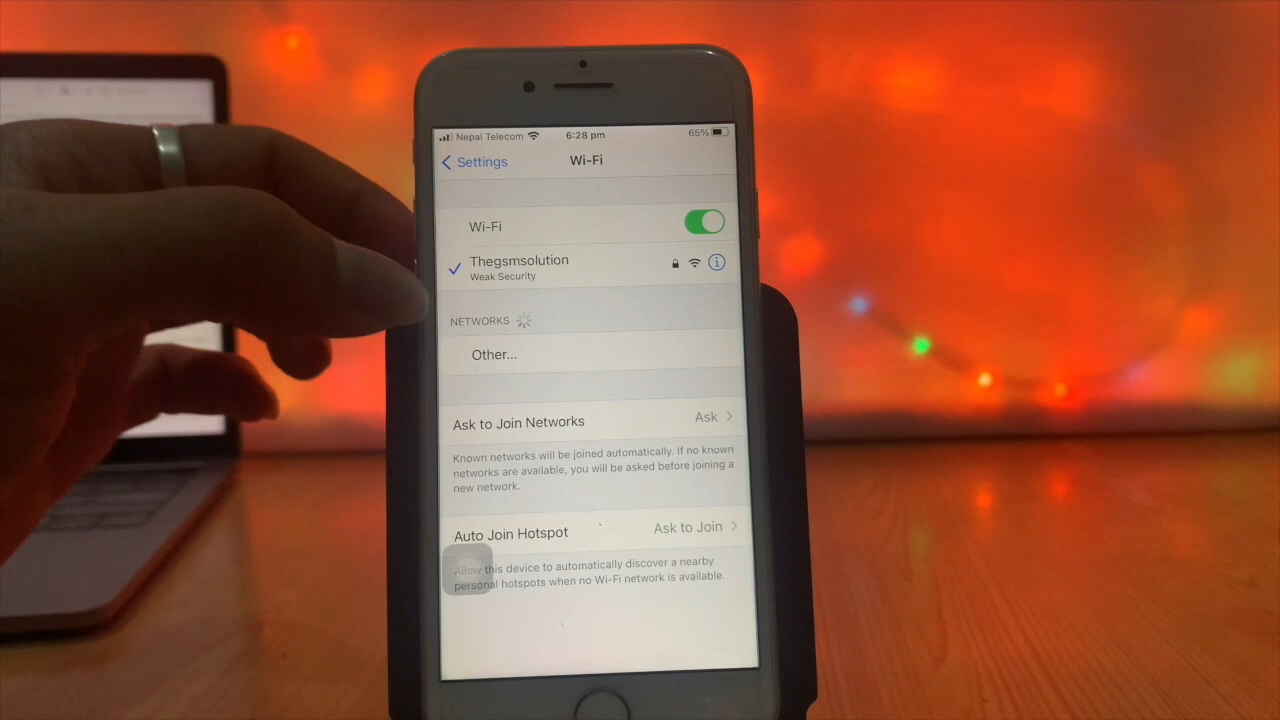 Nepal Telecom 6:28 pm 65%
Settings Wi-Fi
Wi-Fi
Thegsmsolution
Weak Security
NETWORKS
Other...
Ask to Join Networks Ask
Known networks will be joined automatically. If no known
networks are available, you will be asked before joining a
new network.
Auto Join Hotspot Ask to Join
Allow this device to automatically discover a nearby
personal hotspots when no Wi-Fi network is available.